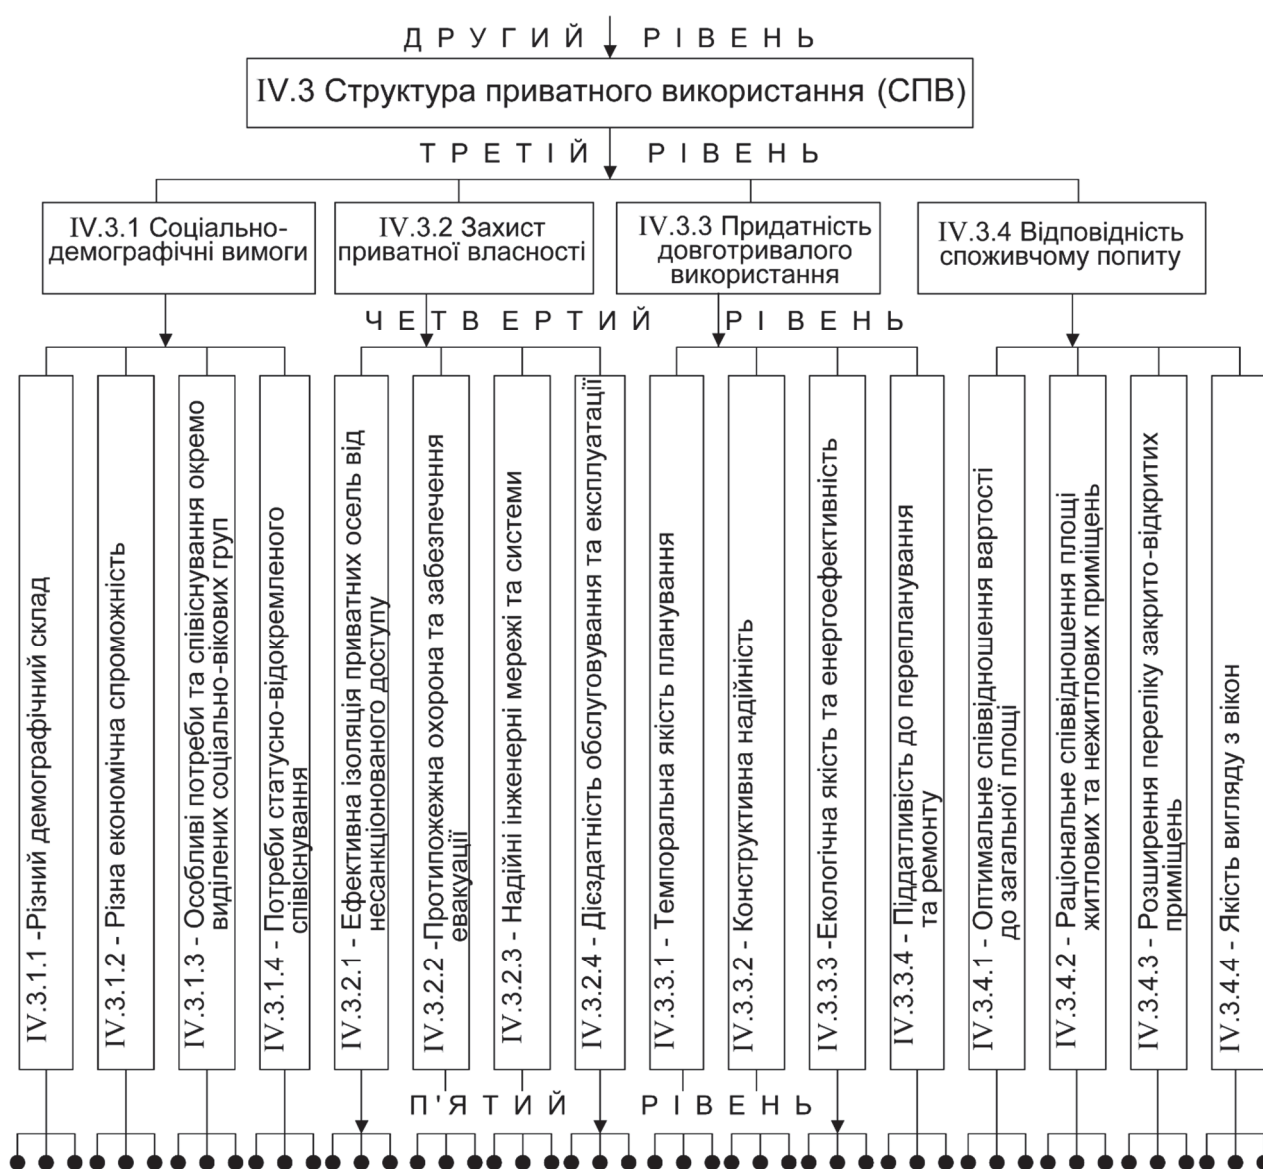 ДРУГИЙ РІВЕНЬ
IV.3 Структура приватного використання (СПВ)
ТРЕТІЙ РІВЕНЬ
IV.3.1 Соціально-
демографічні вимоги
IV.3.2 Захист
приватної власності
IV.3.3 Придатність
довготривалого
використання
IV.3.4 Відповідність
споживчому попиту
ЧЕТВЕРТИЙ РІВЕНЬ
IV.3.1.1 -Різний демографічний склад
IV.3.1.2 - Різна економічна спроможність
IV.3.1.3 - Особливі потреби та співіснування окремо
виділених соціально-вікових груп
IV.3.1.4 - Потреби статусно-відокремленого
співіснування
IV.3.2.1 - Ефективна ізоляція приватних осель від
несанкціонованого доступу
IV.3.2.2 -Протипожежна охорона та забезпечення
евакуації
IV.3.2.3 - Надійні інженерні мережі та системи
IV.3.2.4 - Дієздатність обслуговування та експлуатації
IV.3.3.1 - Темпоральна якість планування
IV.3.3.2 - Конструктивна надійність
IV.3.3.3 -Екологічна якість та енергоефективність
IV.3.3.4 - Піддатливість до перепланування
та ремонту
IV.3.4.1 - Оптимальне співвідношення вартості
до загальної площі
IV.3.4.2 - Раціональне співвідношення площі
житлових та нежитлових приміщень
IV.3.4.3 - Розширення переліку закрито-відкритих
приміщень
IV.3.4.4 - Якість вигляду з вікон
П'ЯТИЙ РІВЕНЬ